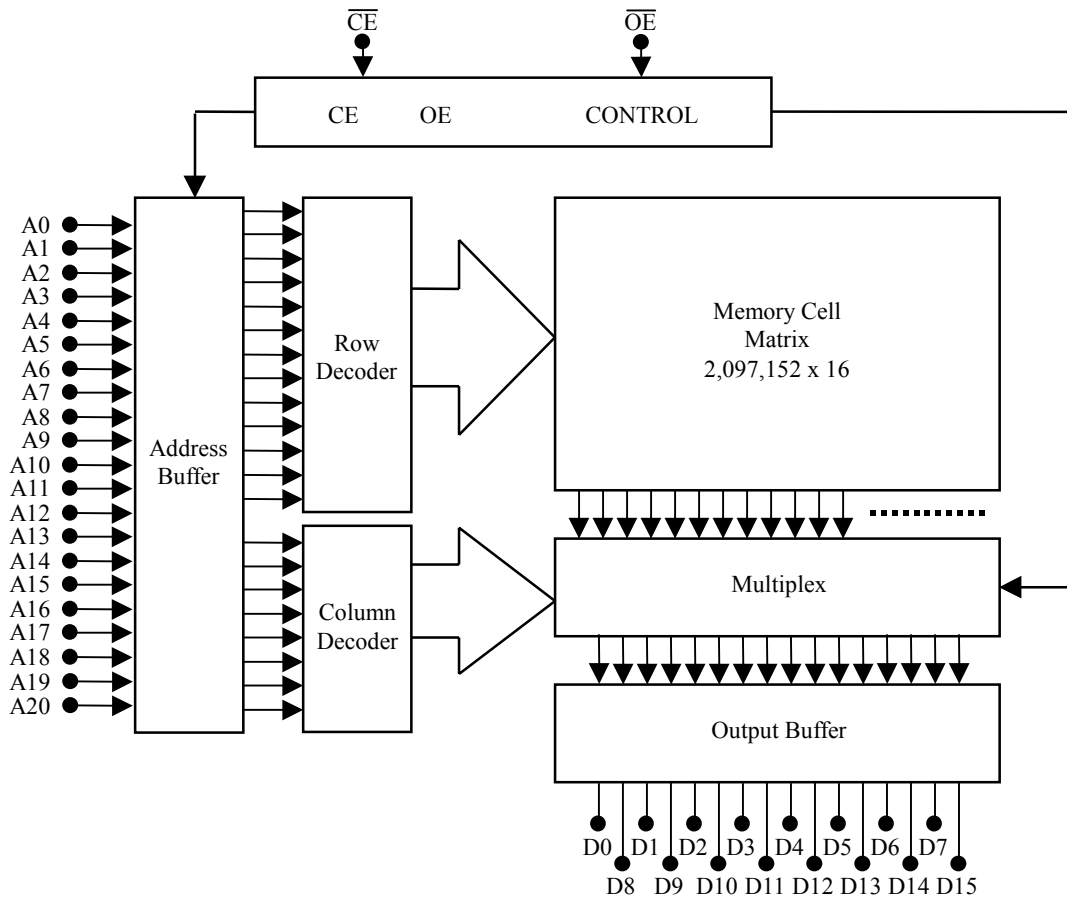 CE OE
CE OE CONTROL
A0
A1
A2
A3
A4
A5
A6
A7
A8
A9
A10
A11
A12
A13
A14
A15
A16
A17
A18
A19
A20
Address
Buffer
Row
Decoder
Column
Decoder
Memory Cell
Matrix
2,097,152 x 16
Multiplex
Output Buffer
D0 D1 D2 D3 D4 D5 D6 D7
D8 D9 D10 D11 D12 D13 D14 D15